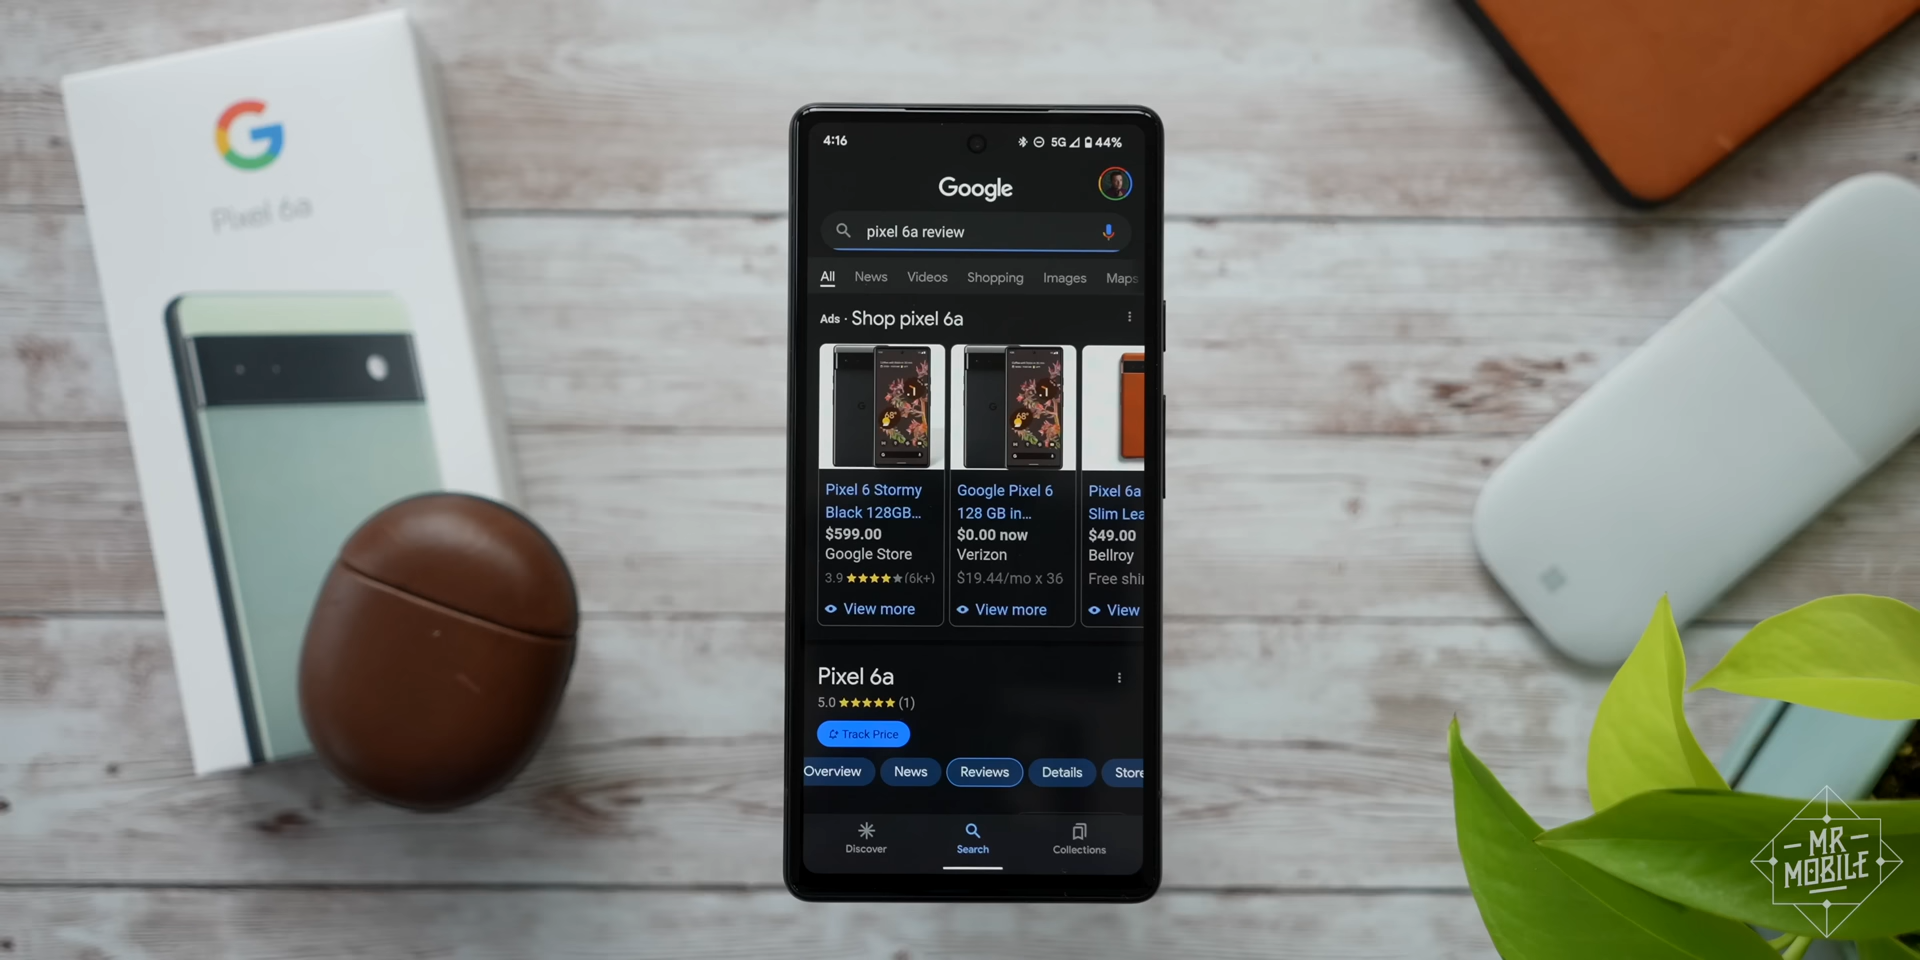 Pixel 6a
4:16
5G 44%
Google
pixel 6a review
All News Videos Shopping Images Maps
Ads · Shop pixel 6a
Pixel 6 Stormy
Black 128GB...
$599.00
Google Store
3.9 (6k+)
View more
Google Pixel 6
128 GB in...
$0.00 now
Verizon
$19.44/mo x 36
View more
Pixel 6a
Slim Lea
$49.00
Bellroy
Free shi
View
Pixel 6a
5.0 (1)
Track Price
Overview News Reviews Details Store
Discover Search Collections
MR
MOBILE